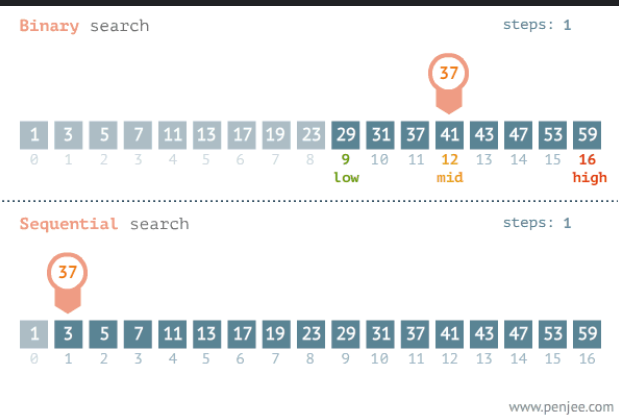 Binary search steps: 1
37
1 3 5 7 11 13 17 19 23 29 31 37 41 43 47 53 59
0 1 2 3 4 5 6 7 8 9 10 11 12 13 14 15 16
low mid high
Sequential search steps: 1
37
1 3 5 7 11 13 17 19 23 29 31 37 41 43 47 53 59
0 1 2 3 4 5 6 7 8 9 10 11 12 13 14 15 16
www.penjee.com